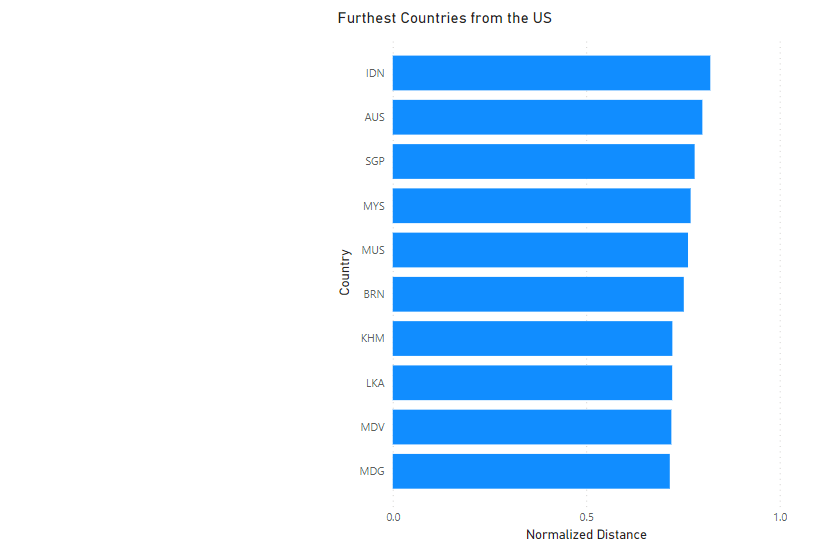 Furthest Countries from the US
Country
IDN
AUS
SGP
MYS
MUS
BRN
KHM
LKA
MDV
MDG
0.0 0.5 1.0
Normalized Distance